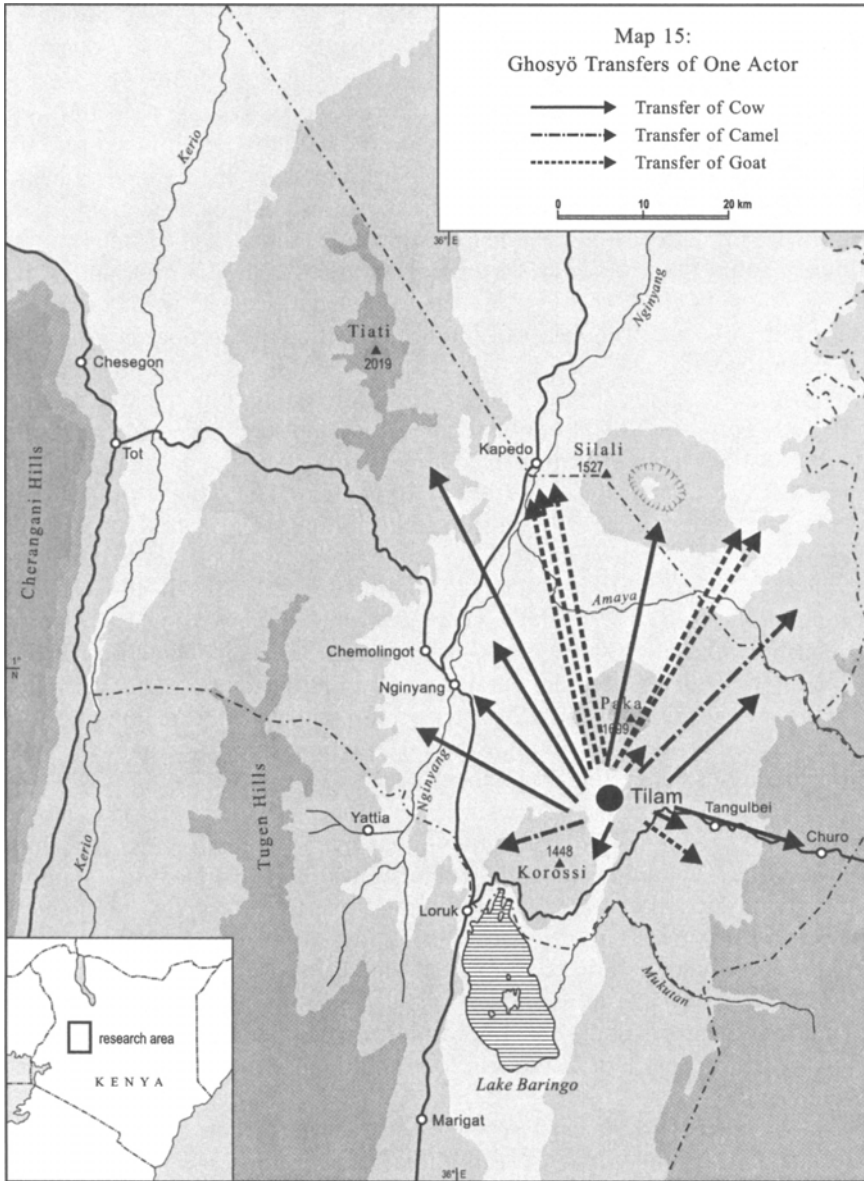 Map 15:
Ghosyö Transfers of One Actor
Transfer of Cow
Transfer of Camel
Transfer of Goat
0 10 20 km
36° E
Kerio
Nginyang
Tiati
2019
Chesegon
Tot
Kapedo
Silali
1527
Cherangani Hills
Amaya
1°
N
Chemolingot
Nginyang
Paka
1699
Nginyang
Tilam
Tangulbei
Yattia
Churo
Tugen Hills
1448
Korossi
Kerio
Loruk
Mukutan
research area
KENYA
Lake Baringo
Marigat
36° E